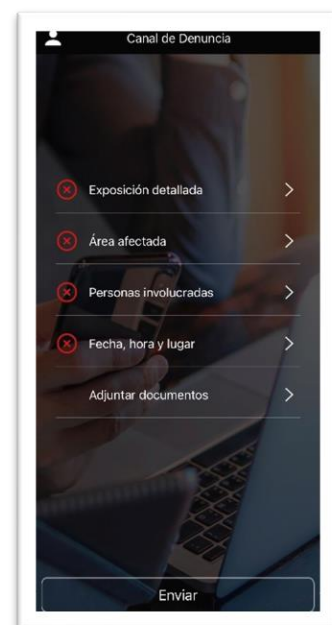 Canal de Denuncia
Exposición detallada
Área afectada
Personas involucradas
Fecha, hora y lugar
Adjuntar documentos
Enviar